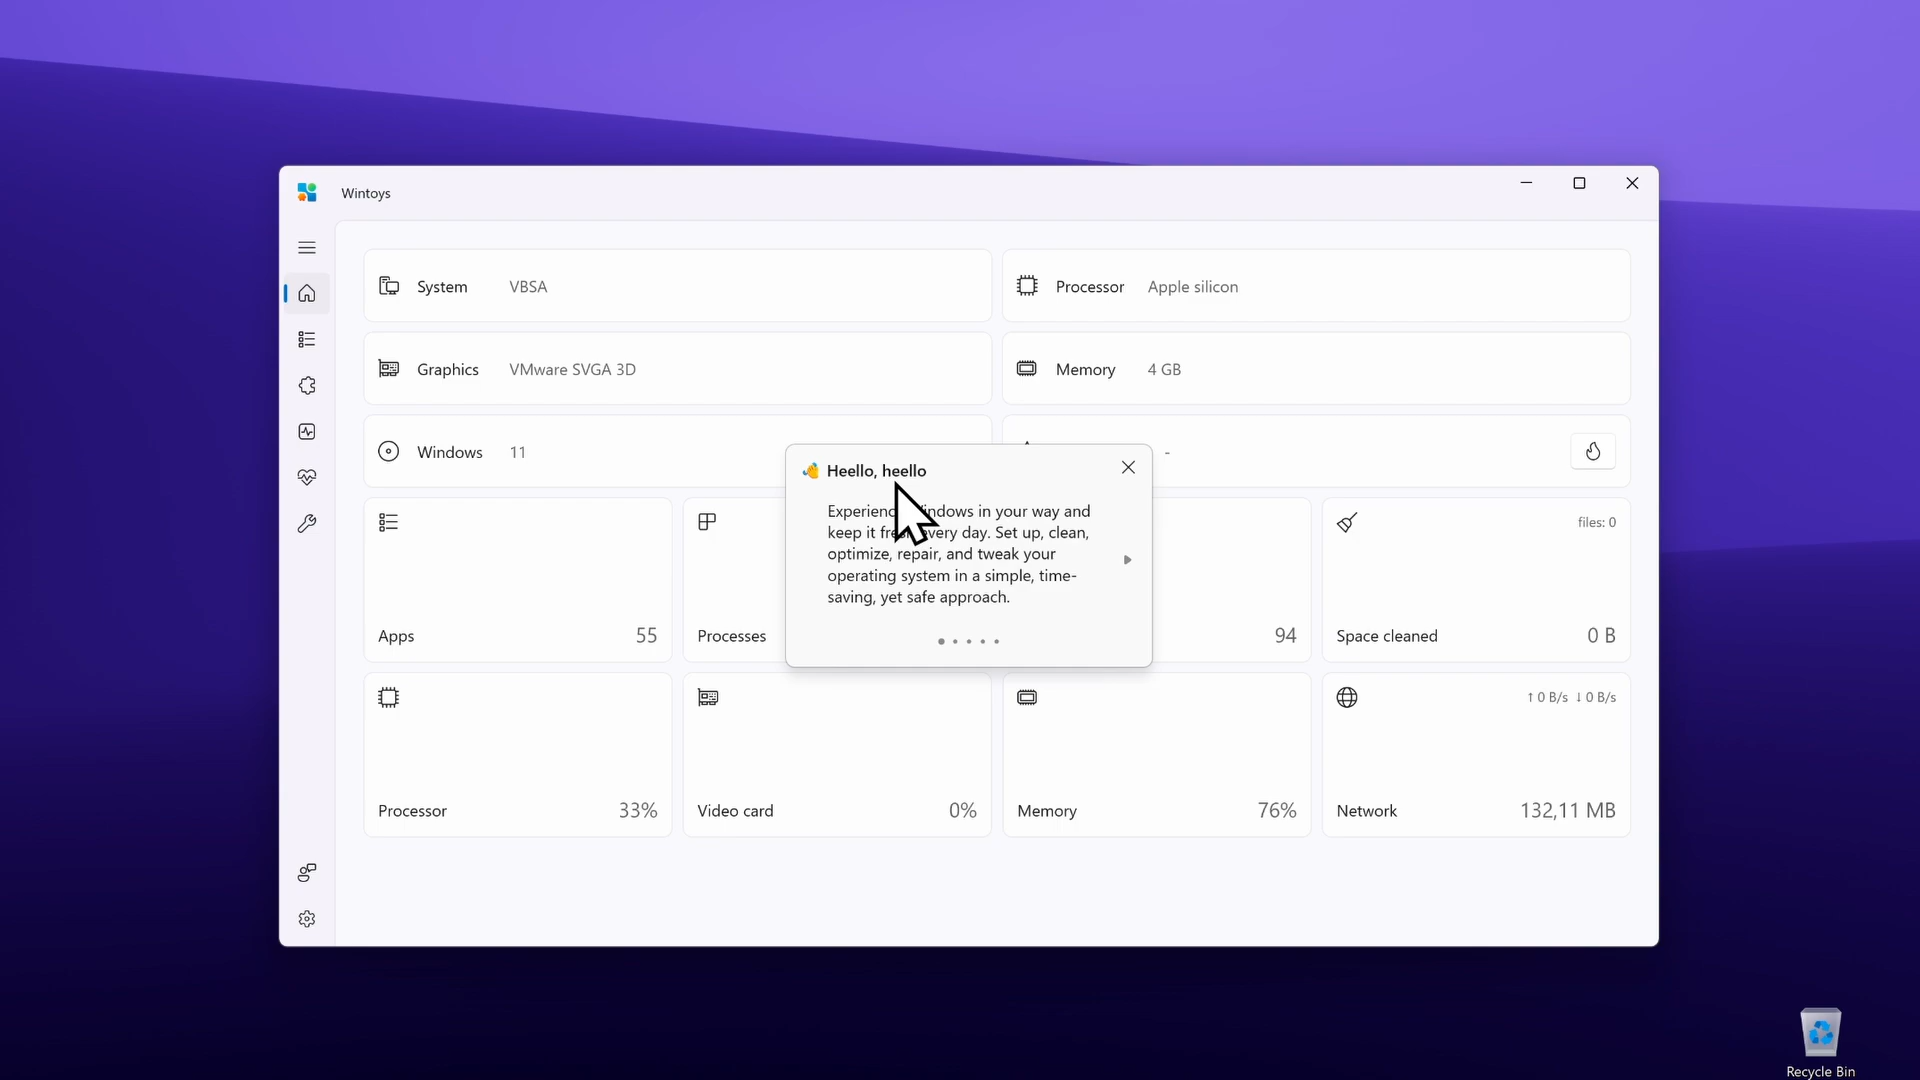 Wintoys
System VBSA
Processor Apple silicon
Graphics VMware SVGA 3D
Memory 4 GB
Windows 11
-
Heello, heello
Experienc indows in your way and
keep it fre very day. Set up, clean,
optimize, repair, and tweak your
operating system in a simple, time-
saving, yet safe approach.
files: 0
Apps 55
Processes
94
Space cleaned 0 B
↑ 0 B/s ↓ 0 B/s
Processor 33%
Video card 0%
Memory 76%
Network 132,11 MB
Recycle Bin